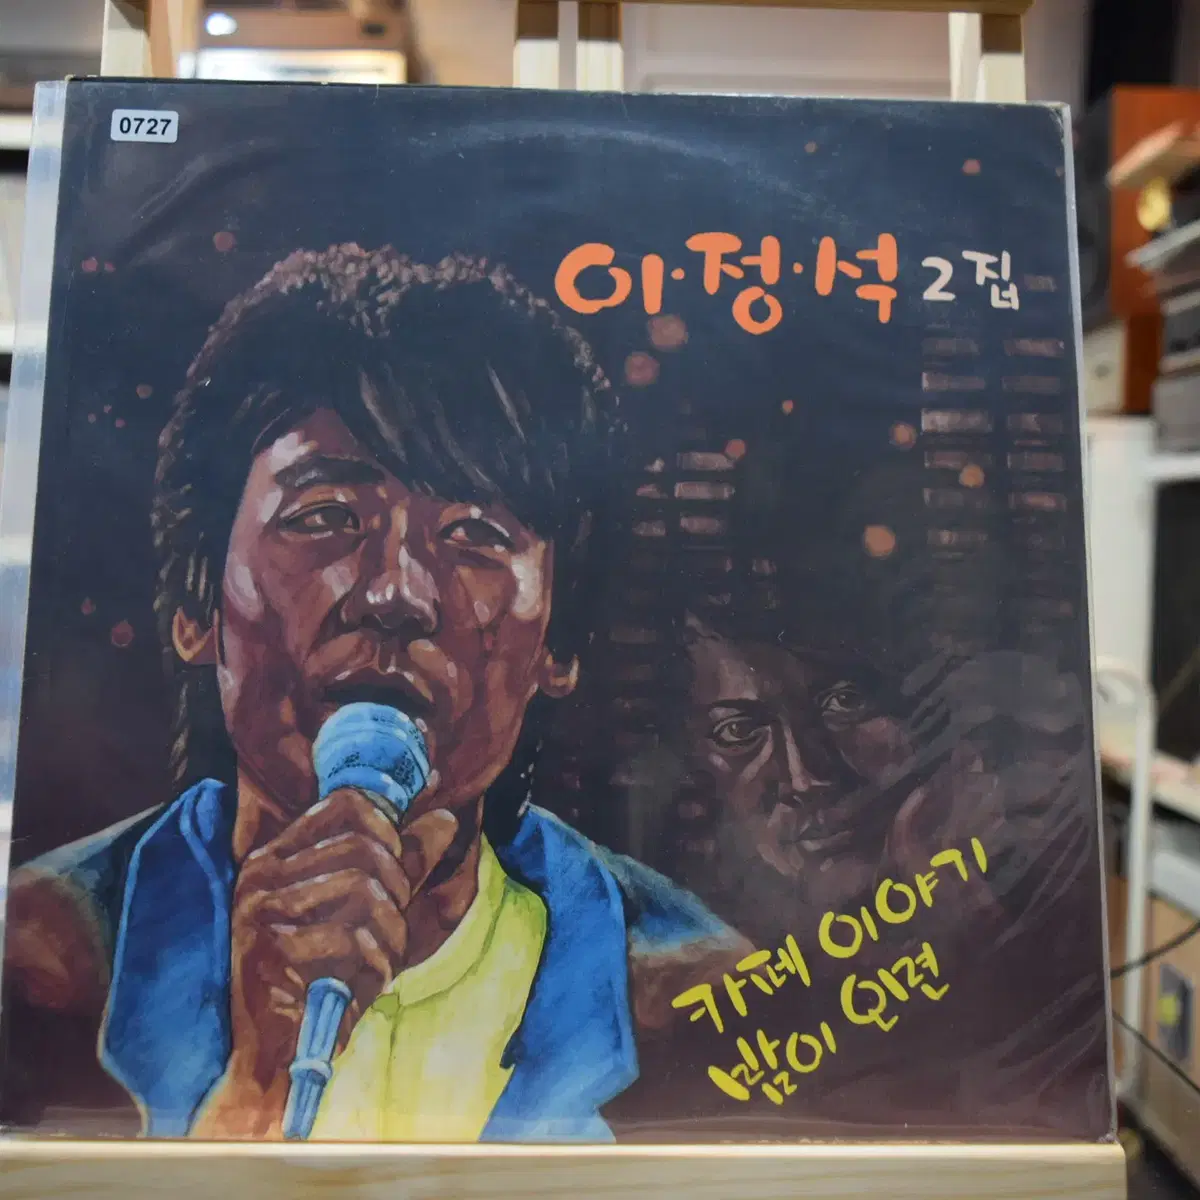 0727
이·정·석 2집
카페 이야기
밤이 오면